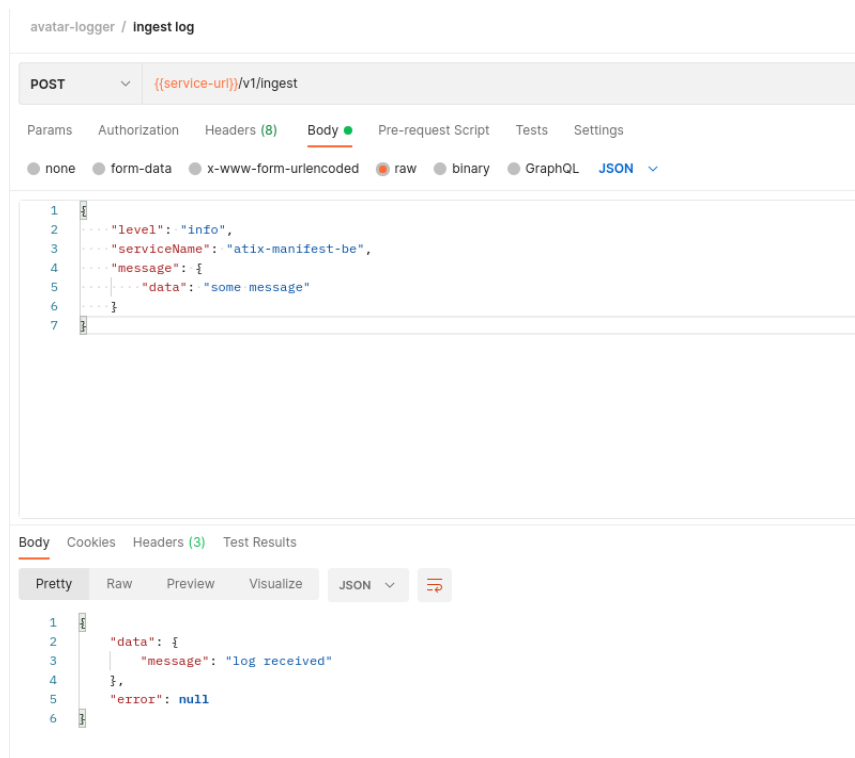 avatar-logger / ingest log
POST {{service-url}}/v1/ingest
Params Authorization Headers (8) Body Pre-request Script Tests Settings
none form-data x-www-form-urlencoded raw binary GraphQL JSON
1 {
2 "level": "info",
3 "serviceName": "atix-manifest-be",
4 "message": {
5 "data": "some message"
6 }
7 }
Body Cookies Headers (3) Test Results
Pretty Raw Preview Visualize JSON
1 {
2 "data": {
3 "message": "log received"
4 },
5 "error": null
6 }